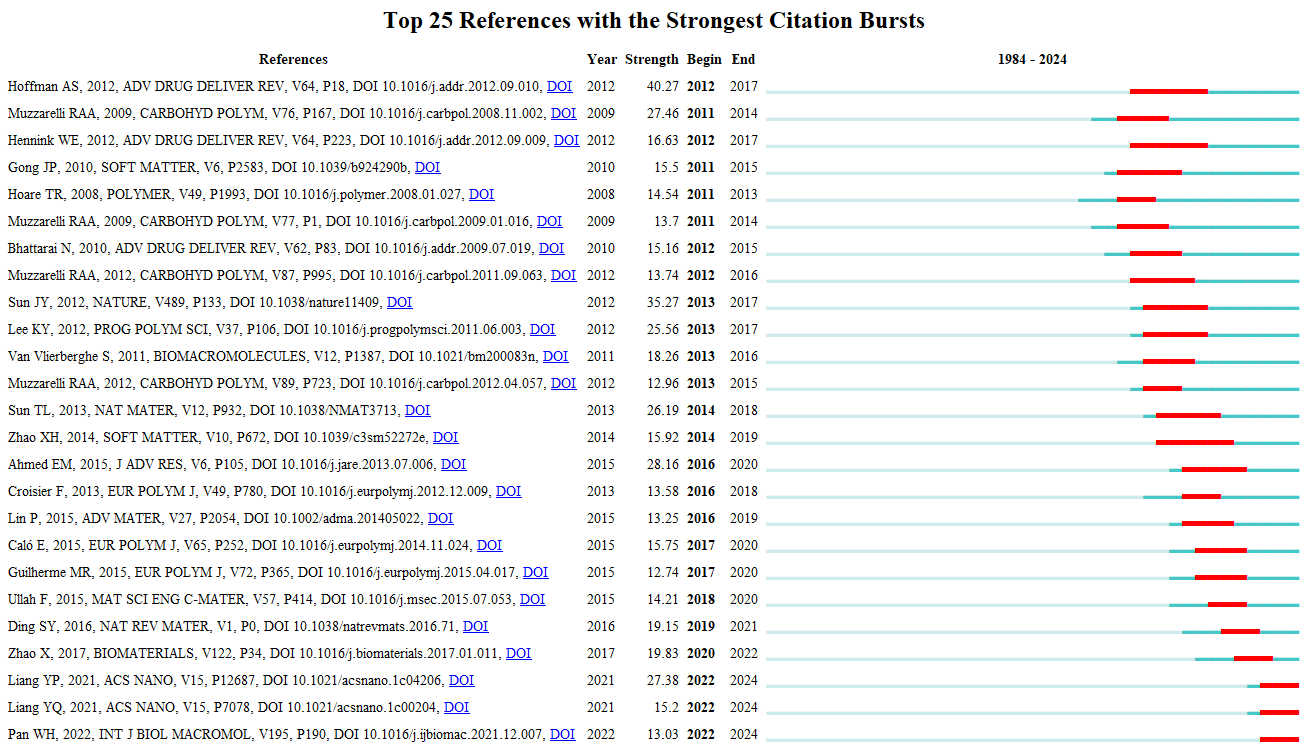 Top 25 References with the Strongest Citation Bursts
References Year Strength Begin End 1984 - 2024
Hoffman AS, 2012, ADV DRUG DELIVER REV, V64, P18, DOI 10.1016/j.addr.2012.09.010, DOI 2012 40.27 2012 2017
Muzzarelli RAA, 2009, CARBOHYD POLYM, V76, P167, DOI 10.1016/j.carbpol.2008.11.002, DOI 2009 27.46 2011 2014
Hennink WE, 2012, ADV DRUG DELIVER REV, V64, P223, DOI 10.1016/j.addr.2012.09.009, DOI 2012 16.63 2012 2017
Gong JP, 2010, SOFT MATTER, V6, P2583, DOI 10.1039/b924290b, DOI 2010 15.5 2011 2015
Hoare TR, 2008, POLYMER, V49, P1993, DOI 10.1016/j.polymer.2008.01.027, DOI 2008 14.54 2011 2013
Muzzarelli RAA, 2009, CARBOHYD POLYM, V77, P1, DOI 10.1016/j.carbpol.2009.01.016, DOI 2009 13.7 2011 2014
Bhattarai N, 2010, ADV DRUG DELIVER REV, V62, P83, DOI 10.1016/j.addr.2009.07.019, DOI 2010 15.16 2012 2015
Muzzarelli RAA, 2012, CARBOHYD POLYM, V87, P995, DOI 10.1016/j.carbpol.2011.09.063, DOI 2012 13.74 2012 2016
Sun JY, 2012, NATURE, V489, P133, DOI 10.1038/nature11409, DOI 2012 35.27 2013 2017
Lee KY, 2012, PROG POLYM SCI, V37, P106, DOI 10.1016/j.progpolymsci.2011.06.003, DOI 2012 25.56 2013 2017
Van Vlierberghe S, 2011, BIOMACROMOLECULES, V12, P1387, DOI 10.1021/bm200083n, DOI 2011 18.26 2013 2016
Muzzarelli RAA, 2012, CARBOHYD POLYM, V89, P723, DOI 10.1016/j.carbpol.2012.04.057, DOI 2012 12.96 2013 2015
Sun TL, 2013, NAT MATER, V12, P932, DOI 10.1038/NMAT3713, DOI 2013 26.19 2014 2018
Zhao XH, 2014, SOFT MATTER, V10, P672, DOI 10.1039/c3sm52272e, DOI 2014 15.92 2014 2019
Ahmed EM, 2015, J ADV RES, V6, P105, DOI 10.1016/j.jare.2013.07.006, DOI 2015 28.16 2016 2020
Croisier F, 2013, EUR POLYM J, V49, P780, DOI 10.1016/j.eurpolymj.2012.12.009, DOI 2013 13.58 2016 2018
Lin P, 2015, ADV MATER, V27, P2054, DOI 10.1002/adma.201405022, DOI 2015 13.25 2016 2019
Caló E, 2015, EUR POLYM J, V65, P252, DOI 10.1016/j.eurpolymj.2014.11.024, DOI 2015 15.75 2017 2020
Guilherme MR, 2015, EUR POLYM J, V72, P365, DOI 10.1016/j.eurpolymj.2015.04.017, DOI 2015 12.74 2017 2020
Ullah F, 2015, MAT SCI ENG C-MATER, V57, P414, DOI 10.1016/j.msec.2015.07.053, DOI 2015 14.21 2018 2020
Ding SY, 2016, NAT REV MATER, V1, P0, DOI 10.1038/natrevmats.2016.71, DOI 2016 19.15 2019 2021
Zhao X, 2017, BIOMATERIALS, V122, P34, DOI 10.1016/j.biomaterials.2017.01.011, DOI 2017 19.83 2020 2022
Liang YP, 2021, ACS NANO, V15, P12687, DOI 10.1021/acsnano.1c04206, DOI 2021 27.38 2022 2024
Liang YQ, 2021, ACS NANO, V15, P7078, DOI 10.1021/acsnano.1c00204, DOI 2021 15.2 2022 2024
Pan WH, 2022, INT J BIOL MACROMOL, V195, P190, DOI 10.1016/j.ijbiomac.2021.12.007, DOI 2022 13.03 2022 2024